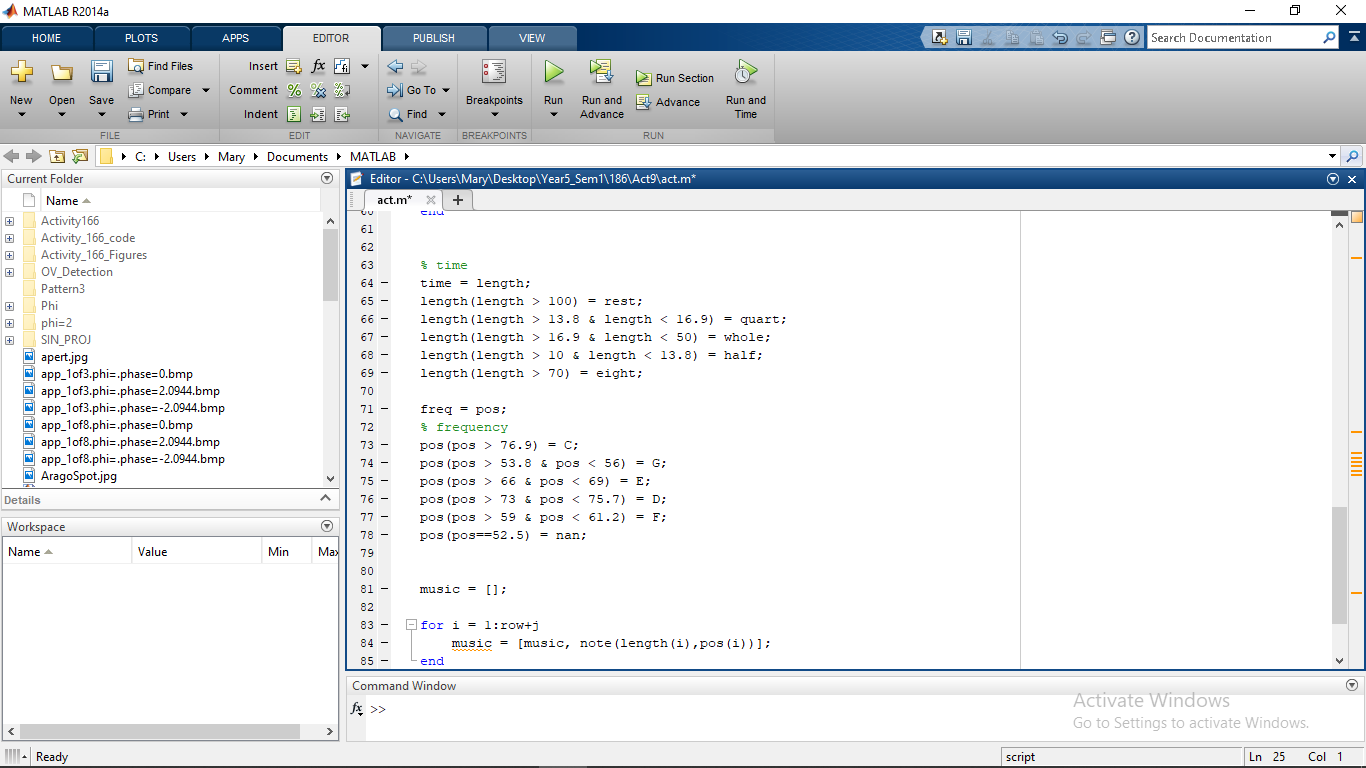 MATLAB R2014a
HOME PLOTS APPS EDITOR PUBLISH VIEW Search Documentation
New Open Save Find Files Compare Print Insert fx Comment Indent Go To Find Breakpoints Run Run and Advance Run Section Advance Run and Time
FILE EDIT NAVIGATE BREAKPOINTS RUN
C: Users Mary Documents MATLAB
Current Folder
Name
Activity166
Activity_166_code
Activity_166_Figures
OV_Detection
Pattern3
Phi
phi=2
SIN_PROJ
apert.jpg
app_1of3.phi=.phase=0.bmp
app_1of3.phi=.phase=2.0944.bmp
app_1of3.phi=.phase=-2.0944.bmp
app_1of8.phi=.phase=0.bmp
app_1of8.phi=.phase=2.0944.bmp
app_1of8.phi=.phase=-2.0944.bmp
AragoSpot.jpg
Details
Workspace
Name Value Min Max
Editor - C:\Users\Mary\Desktop\Year5_Sem1\186\Act9\act.m*
act.m*
60 end
61
62
63 % time
64 - time = length;
65 - length(length > 100) = rest;
66 - length(length > 13.8 & length < 16.9) = quart;
67 - length(length > 16.9 & length < 50) = whole;
68 - length(length > 10 & length < 13.8) = half;
69 - length(length > 70) = eight;
70
71 - freq = pos;
72 % frequency
73 - pos(pos > 76.9) = C;
74 - pos(pos > 53.8 & pos < 56) = G;
75 - pos(pos > 66 & pos < 69) = E;
76 - pos(pos > 73 & pos < 75.7) = D;
77 - pos(pos > 59 & pos < 61.2) = F;
78 - pos(pos==52.5) = nan;
79
80
81 - music = [];
82
83 - for i = 1:row+j
84 - music = [music, note(length(i),pos(i))];
85 - end
Command Window
fx >>
Activate Windows
Go to Settings to activate Windows.
Ready script Ln 25 Col 1